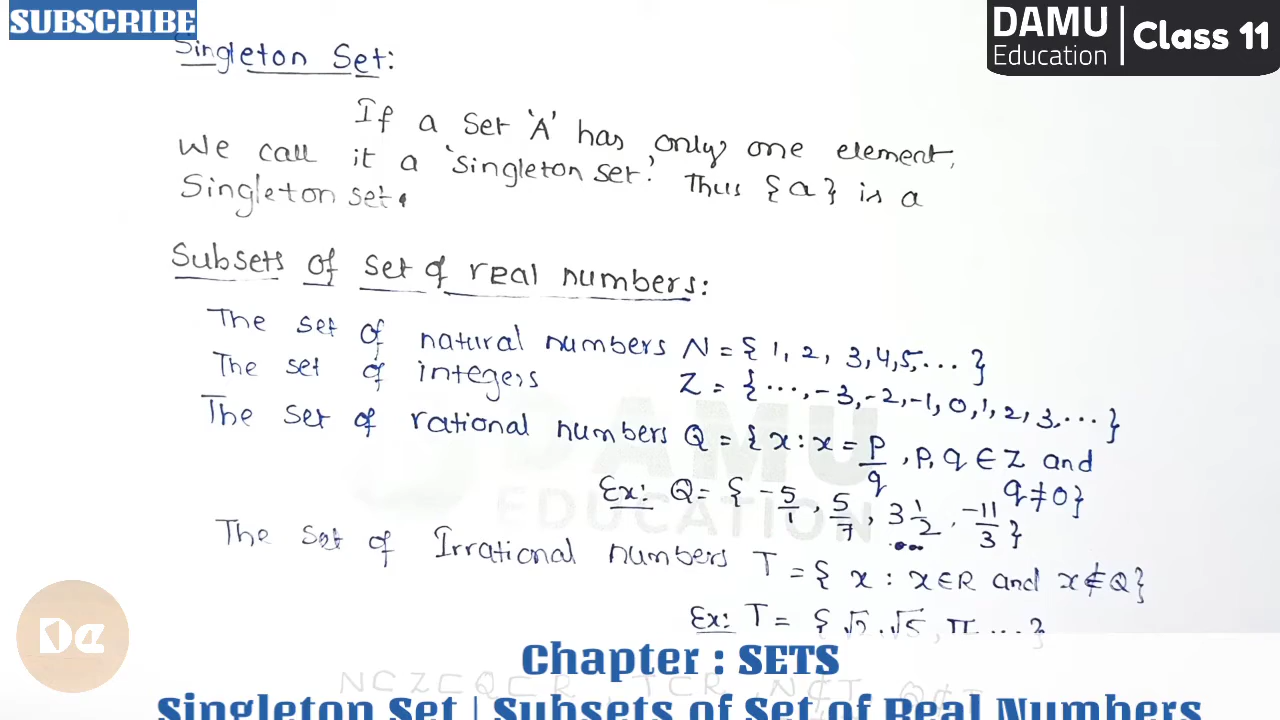 SUBSCRIBE
DAMU
Education
Class 11
Singleton Set:
If a set 'A' has only one element,
We call it a 'singleton set'. Thus {a} is a
Singleton set.
Subsets of set of real numbers:
The set of natural numbers N = {1, 2, 3, 4, 5, ... }
The set of integers Z = {..., -3, -2, -1, 0, 1, 2, 3, ... }
The set of rational numbers Q = {x : x = p/q, p, q ∈ Z and q ≠ 0}
Ex: Q = { -5/1, 5/7, 3 1/2, -11/3 }
...
The set of Irrational numbers T = { x : x ∈ R and x ∉ Q}
Ex: T = { √2, √5, π ... }
DAMU
EDUCATION
Da
N ⊂ Z ⊂ Q ⊂ R, T ⊂ R, N ⊄ T, Q ⊄ T
Chapter : SETS
Singleton Set | Subsets of Set of Real Numbers